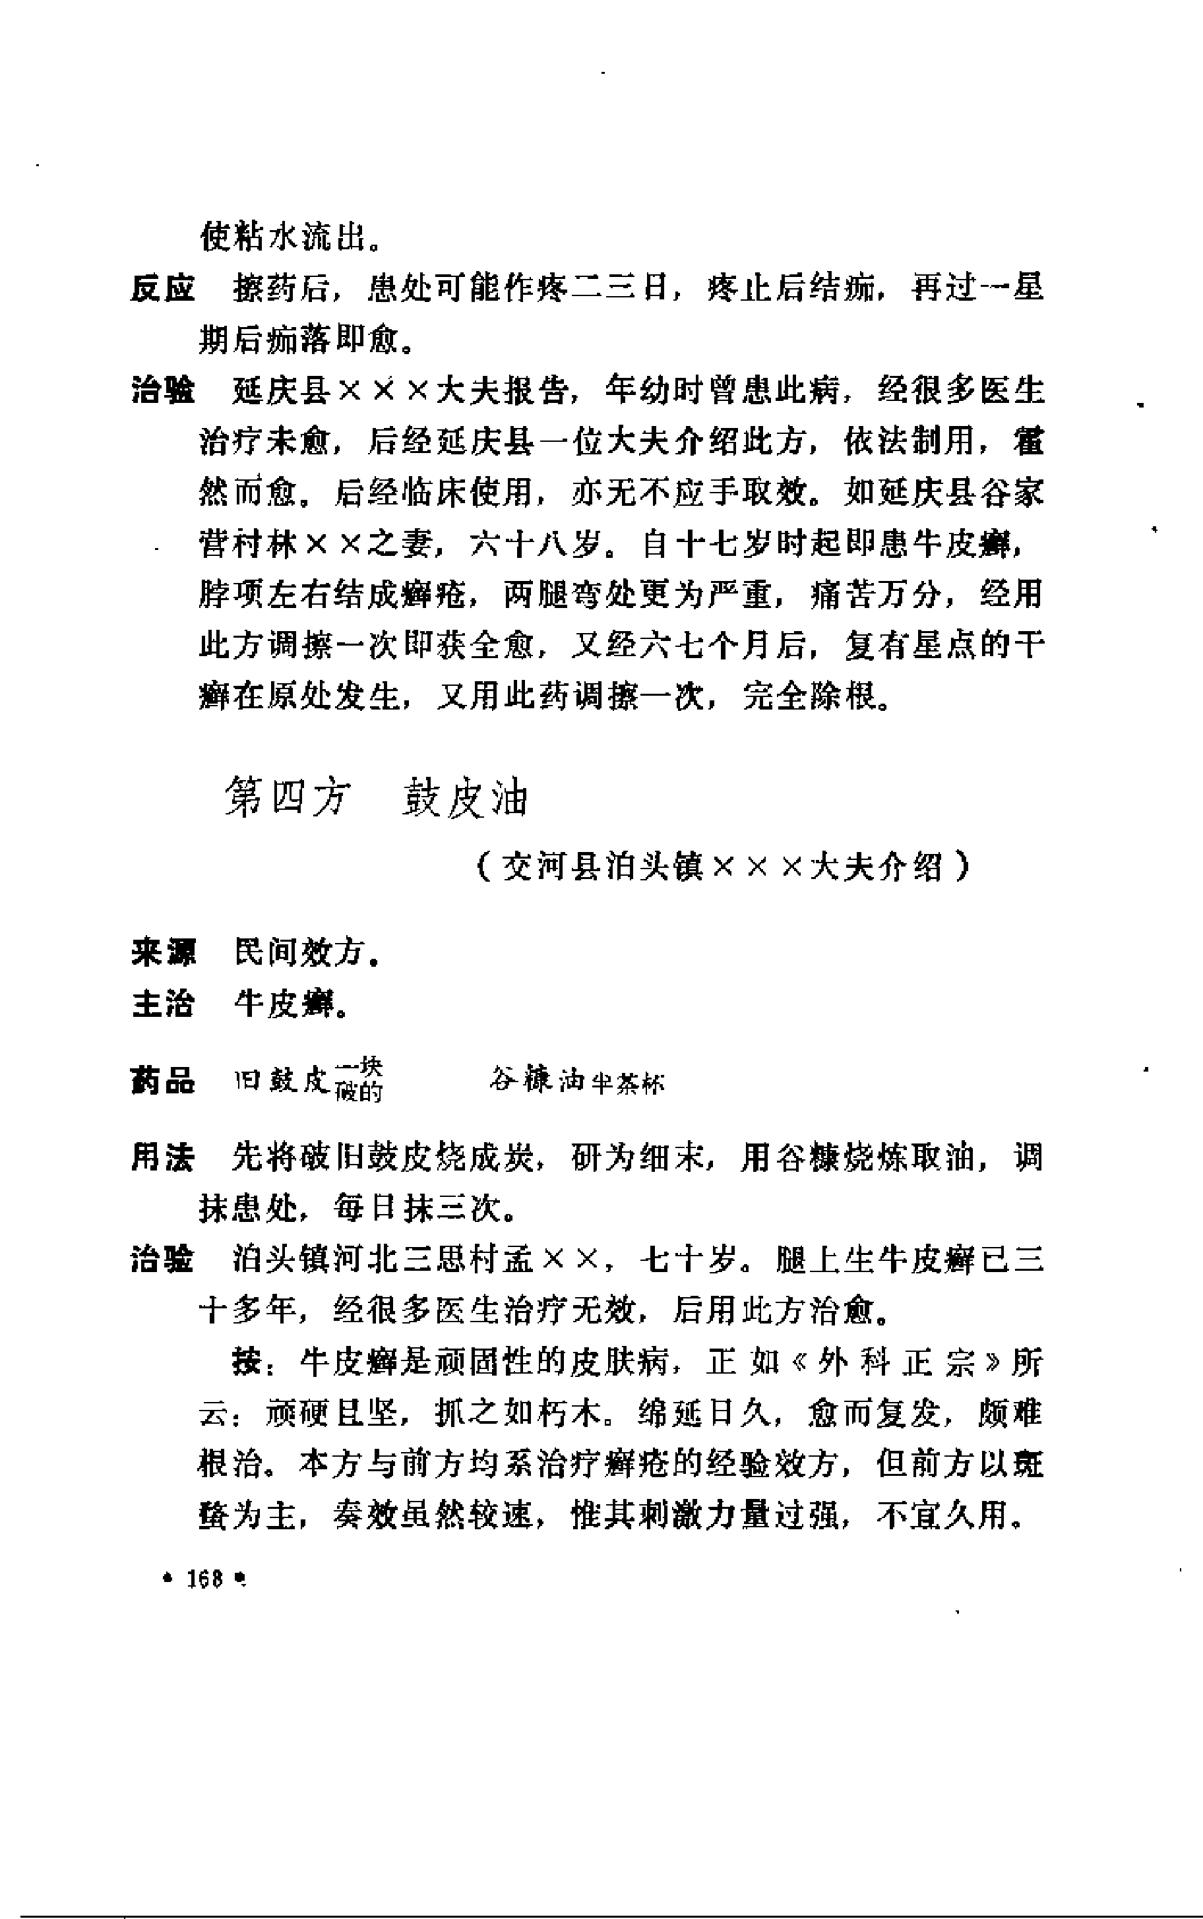 使粘水流出。
反应　擦药后，患处可能作疼二三日，疼止后结痂，再过一星
期后痂落即愈。
治验　延庆县×××大夫报告，年幼时曾患此病，经很多医生
治疗未愈，后经延庆县一位大夫介绍此方，依法制用，霍
然而愈。后经临床使用，亦无不应手取效。如延庆县谷家
营村林××之妻，六十八岁。自十七岁时起即患牛皮癣，
脖项左右结成癣疮，两腿弯处更为严重，痛苦万分，经用
此方调擦一次即获全愈，又经六七个月后，复有星点的干
癣在原处发生，又用此药调擦一次，完全除根。
第四方　鼓皮油
（交河县泊头镇×××大夫介绍）
来源　民间效方。
主治　牛皮癣。
药品　旧鼓皮一块破的　谷糠油半茶杯
用法　先将破旧鼓皮烧成炭，研为细末，用谷糠烧炼取油，调
抹患处，每日抹三次。
治验　泊头镇河北三思村孟××，七十岁。腿上生牛皮癣已三
十多年，经很多医生治疗无效，后用此方治愈。
按：牛皮癣是顽固性的皮肤病，正如《外科正宗》所
云：顽硬且坚，抓之如朽木。绵延日久，愈而复发，颇难
根治。本方与前方均系治疗癣疮的经验效方，但前方以斑
蝥为主，奏效虽然较速，惟其刺激力量过强，不宜久用。
• 168 •